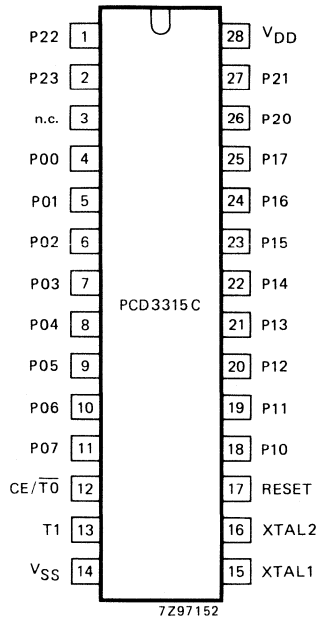 P22 1 28 VDD
P23 2 27 P21
n.c. 3 26 P20
P00 4 25 P17
P01 5 24 P16
P02 6 23 P15
P03 7 22 P14
PCD3315C
P04 8 21 P13
P05 9 20 P12
P06 10 19 P11
P07 11 18 P10
CE/T0 12 17 RESET
T1 13 16 XTAL2
VSS 14 15 XTAL1
7Z97152